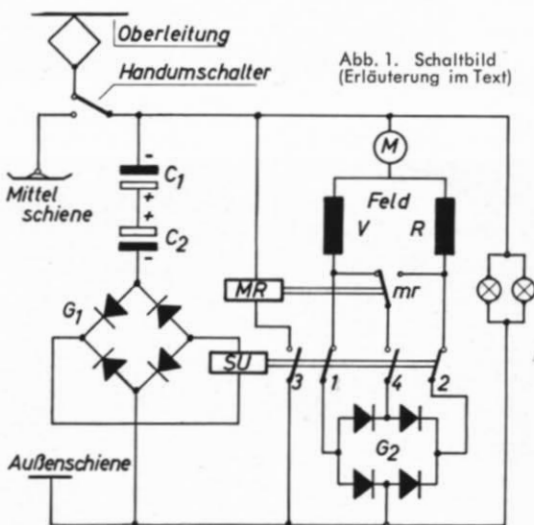 Oberleitung
Abb. 1. Schaltbild
(Erläuterung im Text)
Handumschalter
M
Mittel
schiene
-
C1
+
+
C2
-
Feld
V
R
MR
mr
G1
SU
3
1
4
2
G2
Außenschiene